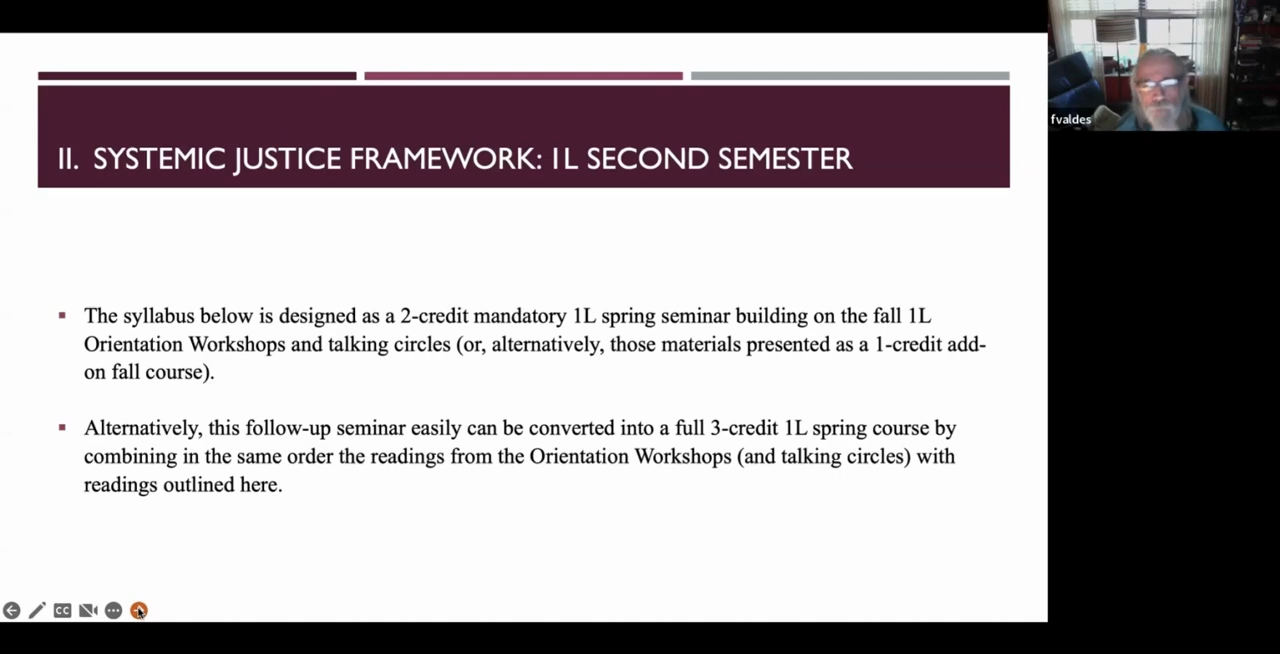 II. SYSTEMIC JUSTICE FRAMEWORK: 1L SECOND SEMESTER
fvaldes
▪ The syllabus below is designed as a 2-credit mandatory 1L spring seminar building on the fall 1L
Orientation Workshops and talking circles (or, alternatively, those materials presented as a 1-credit add-
on fall course).
▪ Alternatively, this follow-up seminar easily can be converted into a full 3-credit 1L spring course by
combining in the same order the readings from the Orientation Workshops (and talking circles) with
readings outlined here.
CC